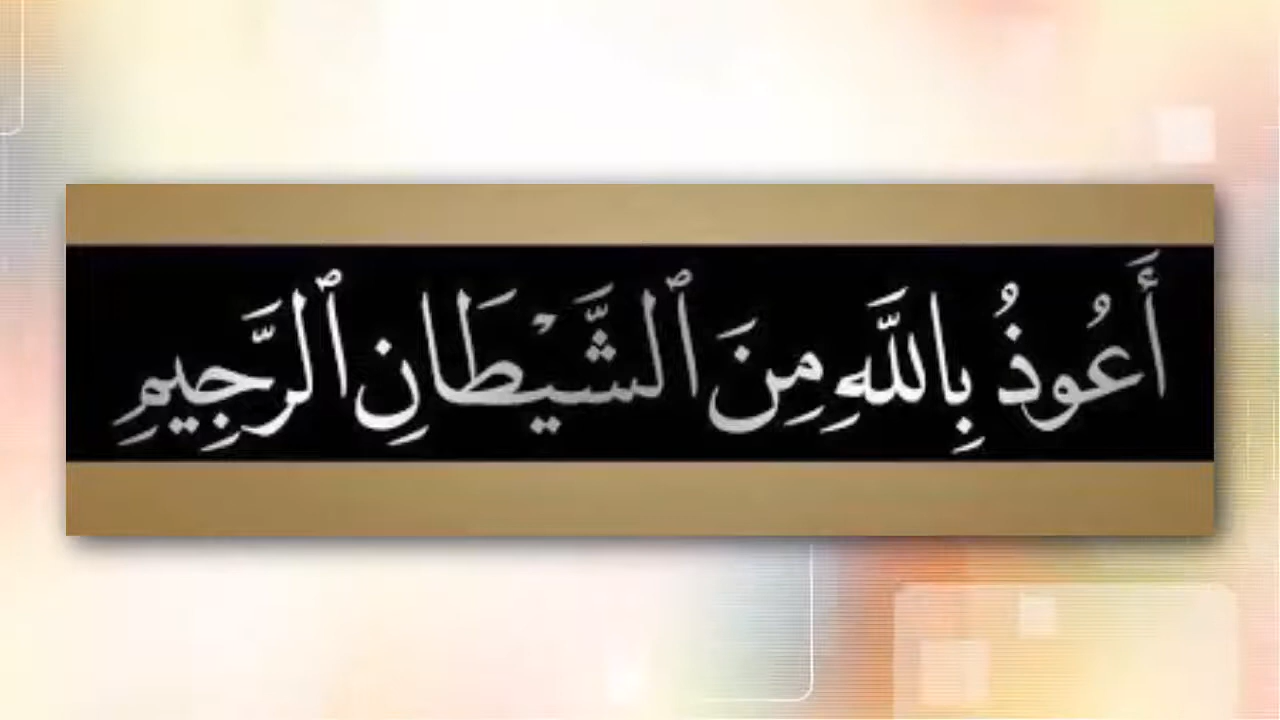 أَعُوذُ بِاللَّهِ مِنَ ٱلشَّيْطَانِ ٱلرَّجِيمِ